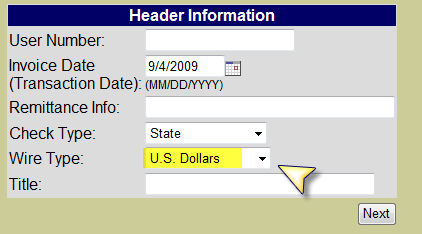 Header Information
User Number:
Invoice Date 9/4/2009
(Transaction Date): (MM/DD/YYYY)
Remittance Info:
Check Type: State
Wire Type: U.S. Dollars
Title:
Next